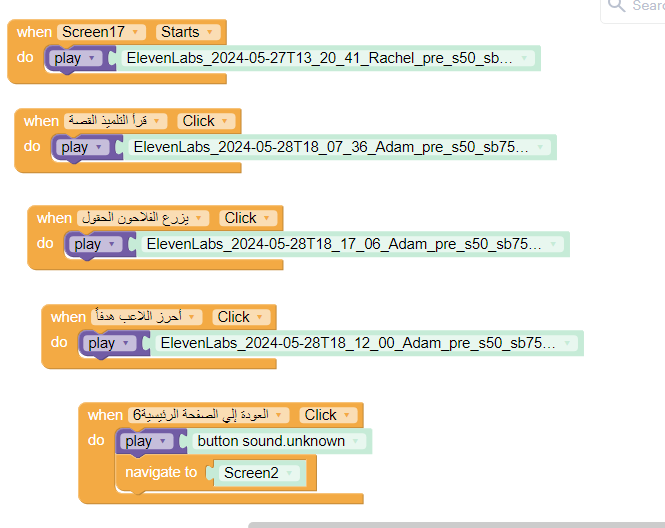 Sear
when Screen17 Starts
do play ElevenLabs_2024-05-27T13_20_41_Rachel_pre_s50_sb...
when قرأ التلميذ القصة Click
do play ElevenLabs_2024-05-28T18_07_36_Adam_pre_s50_sb75...
when يزرع الفلاحون الحقول Click
do play ElevenLabs_2024-05-28T18_17_06_Adam_pre_s50_sb75...
when أحرز اللاعب هدفاً Click
do play ElevenLabs_2024-05-28T18_12_00_Adam_pre_s50_sb75...
when العودة إلي الصفحة الرئيسية6 Click
do play button sound.unknown
navigate to Screen2